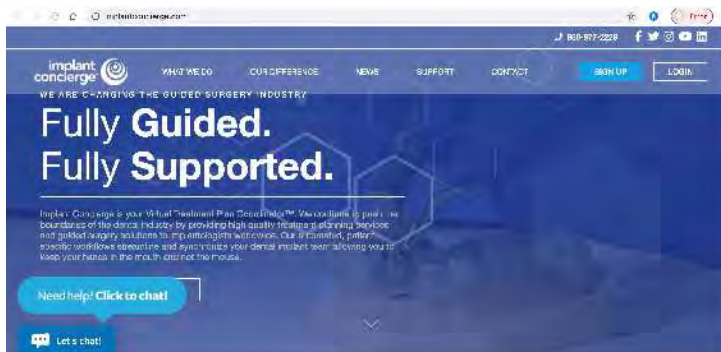 implantconcierge.com
Error
866-977-2228
implant
concierge
WHAT WE DO OUR DIFFERENCE NEWS SUPPORT CONTACT SIGN UP LOGIN
WE ARE CHANGING THE GUIDED SURGERY INDUSTRY
Fully Guided.
Fully Supported.
Implant Concierge is your Virtual Treatment Plan Coordinator™. We continue to push the
boundaries of the dental industry by providing high quality treatment planning services
and guided surgery solutions to implantologists worldwide. Our automated, patient
specific workflows streamline and synchronize your dental implant team allowing you to
keep your hands in the mouth and not the mouse.
Need help? Click to chat!
Let's chat!